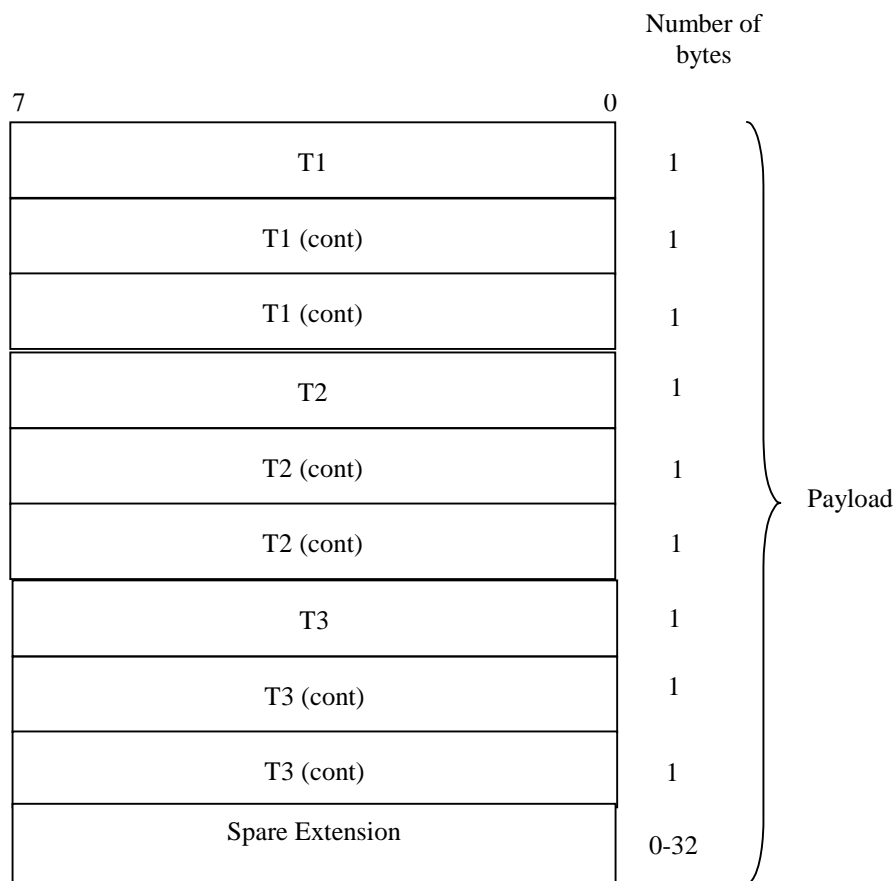 Number of
bytes
7 0
T1 1
T1 (cont) 1
T1 (cont) 1
T2 1
T2 (cont) 1
T2 (cont) 1
Payload
T3 1
T3 (cont) 1
T3 (cont) 1
Spare Extension
0-32